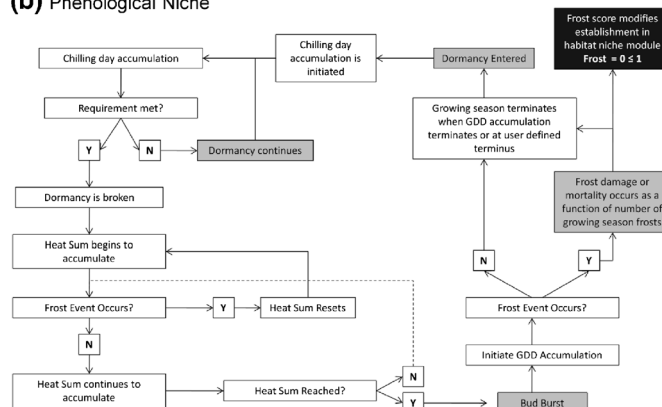 (b) Phenological Niche
Frost score modifies
establishment in
habitat niche module
Frost = 0 ≤ 1
Chilling day accumulation
Chilling day
accumulation is
initiated
Dormancy Entered
Requirement met?
Growing season terminates
when GDD accumulation
terminates or at user defined
terminus
Y
N
Dormancy continues
Dormancy is broken
Frost damage or
mortality occurs as a
function of number of
growing season frosts
Heat Sum begins to
accumulate
N
Y
Frost Event Occurs?
Y
Heat Sum Resets
Frost Event Occurs?
N
Initiate GDD Accumulation
Heat Sum continues to
accumulate
Heat Sum Reached?
N
Y
Bud Burst